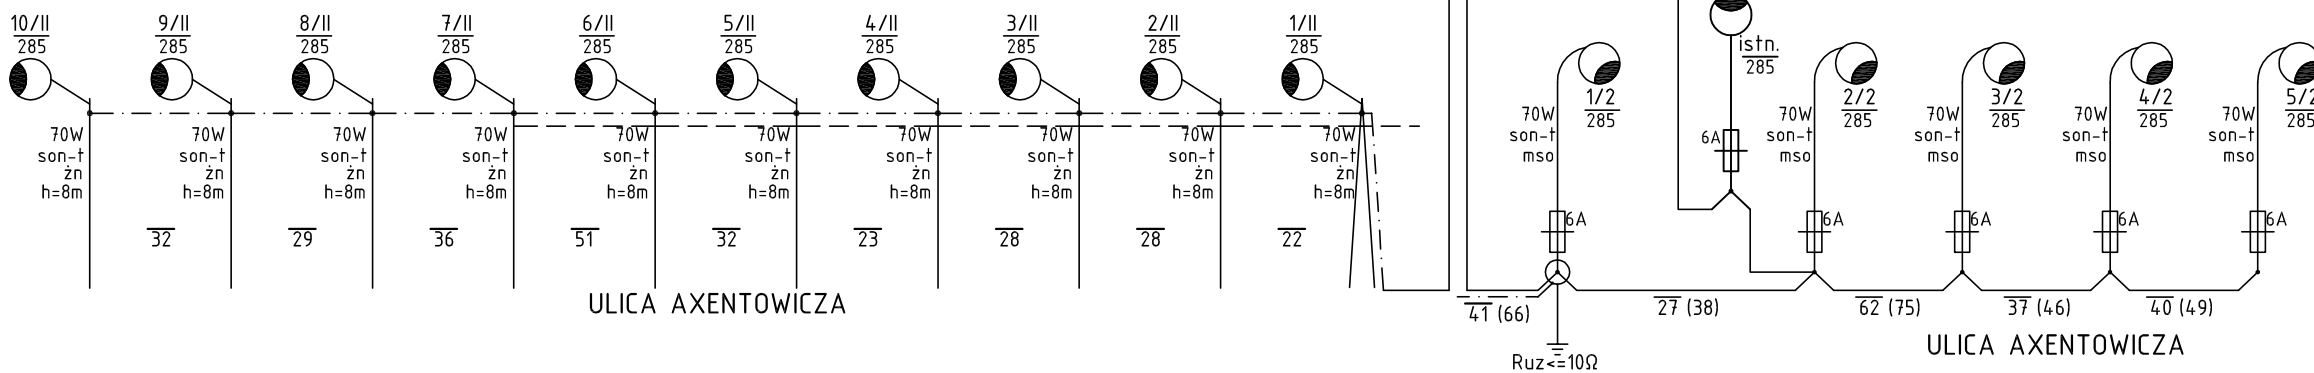 10/II 9/II 8/II 7/II 6/II 5/II 4/II 3/II 2/II 1/II
285 285 285 285 285 285 285 285 285 285
istn.
285
1/2 2/2 3/2 4/2 5/2
285 285 285 285 285
70W 70W 70W 70W 70W 70W 70W 70W 70W 70W
son-t son-t son-t son-t son-t son-t son-t son-t son-t son-t
żn żn żn żn żn żn żn żn żn żn
h=8m h=8m h=8m h=8m h=8m h=8m h=8m h=8m h=8m h=8m
70W 70W 70W 70W 70W
son-t son-t son-t son-t son-t
mso mso mso mso mso
6A
6A 6A 6A 6A 6A
32 29 36 51 32 23 28 28 22
ULICA AXENTOWICZA
41 (66) 27 (38) 62 (75) 37 (46) 40 (49)
ULICA AXENTOWICZA
Ruz<=10Ω